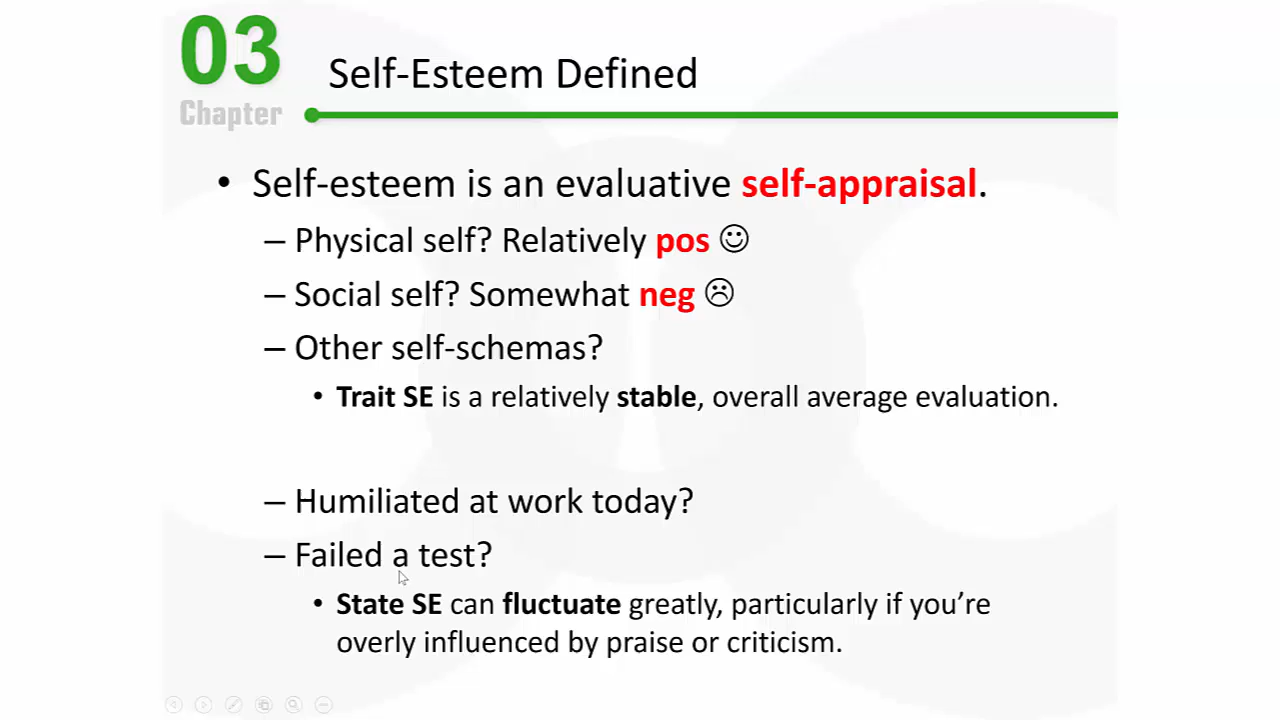 03
Chapter
Self-Esteem Defined
• Self-esteem is an evaluative self-appraisal.
– Physical self? Relatively pos ☺
– Social self? Somewhat neg ☹
– Other self-schemas?
• Trait SE is a relatively stable, overall average evaluation.
– Humiliated at work today?
– Failed a test?
• State SE can fluctuate greatly, particularly if you’re
overly influenced by praise or criticism.